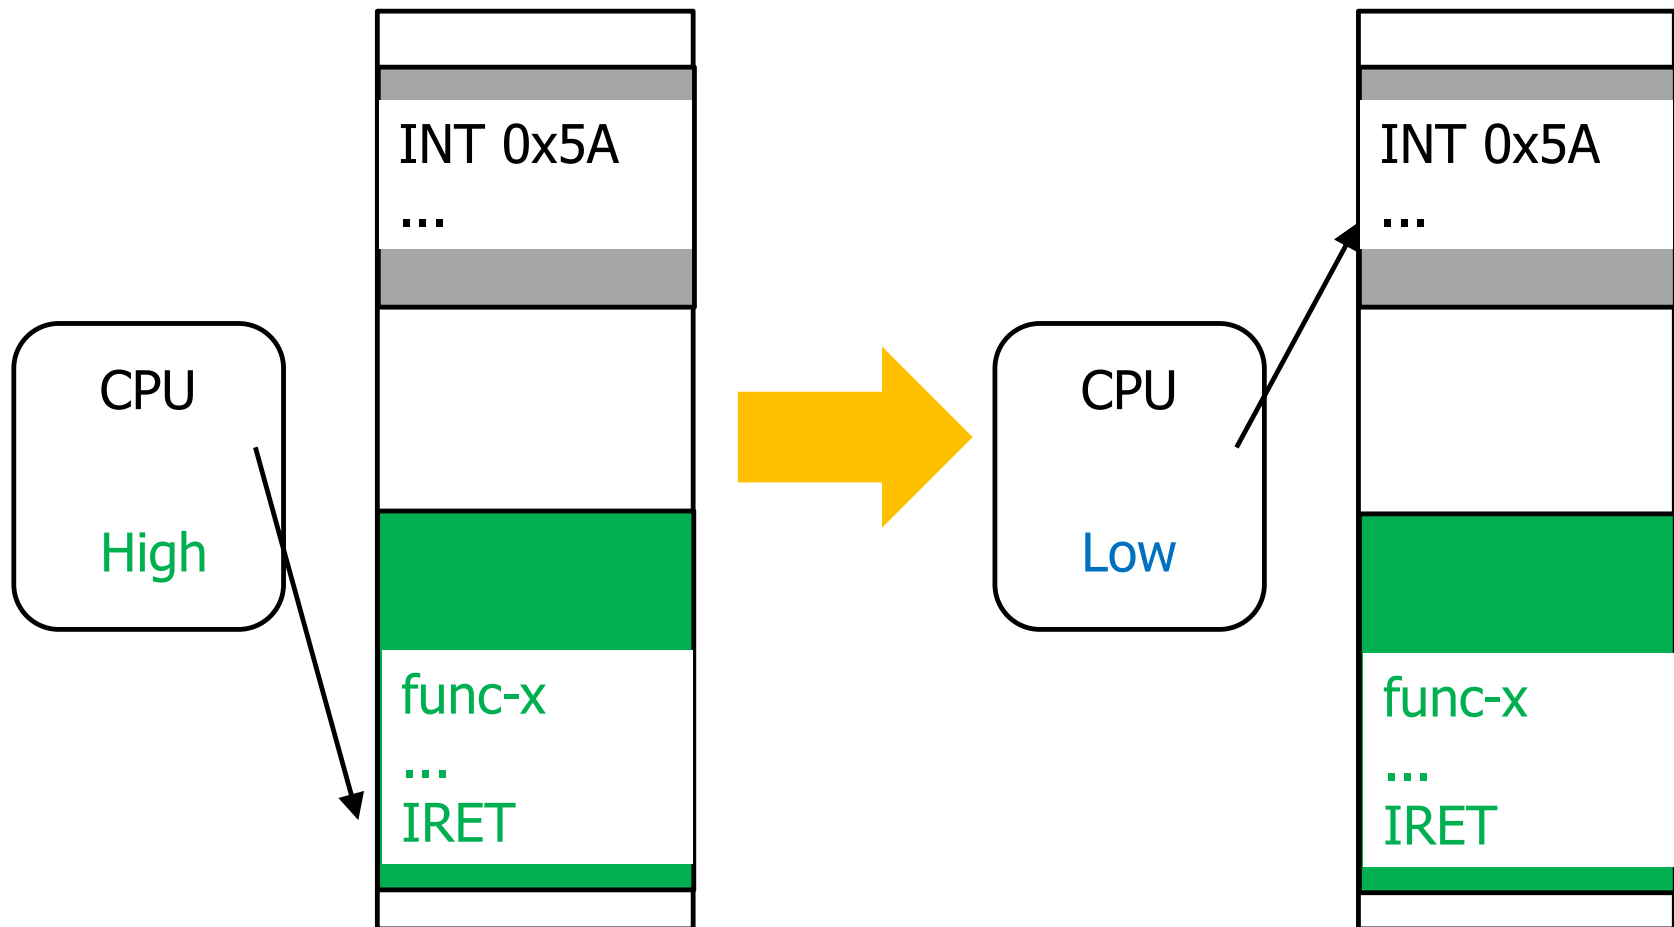 INT 0x5A
...
CPU
High
func-x
...
IRET
INT 0x5A
...
CPU
Low
func-x
...
IRET